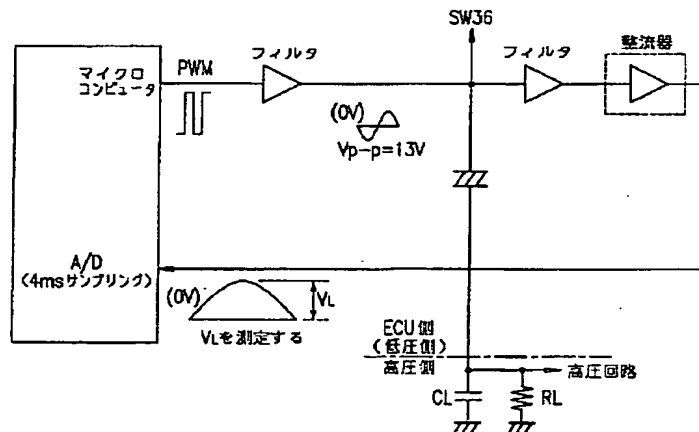 SW36
マイクロ
コンピュータ
PWM
フィルタ
フィルタ
整流器
(0V)
Vp-p=13V
A/D
(4msサンプリング)
(0V)
VL
VLを測定する
ECU側
(低圧側)
高圧側
高圧回路
CL
RL